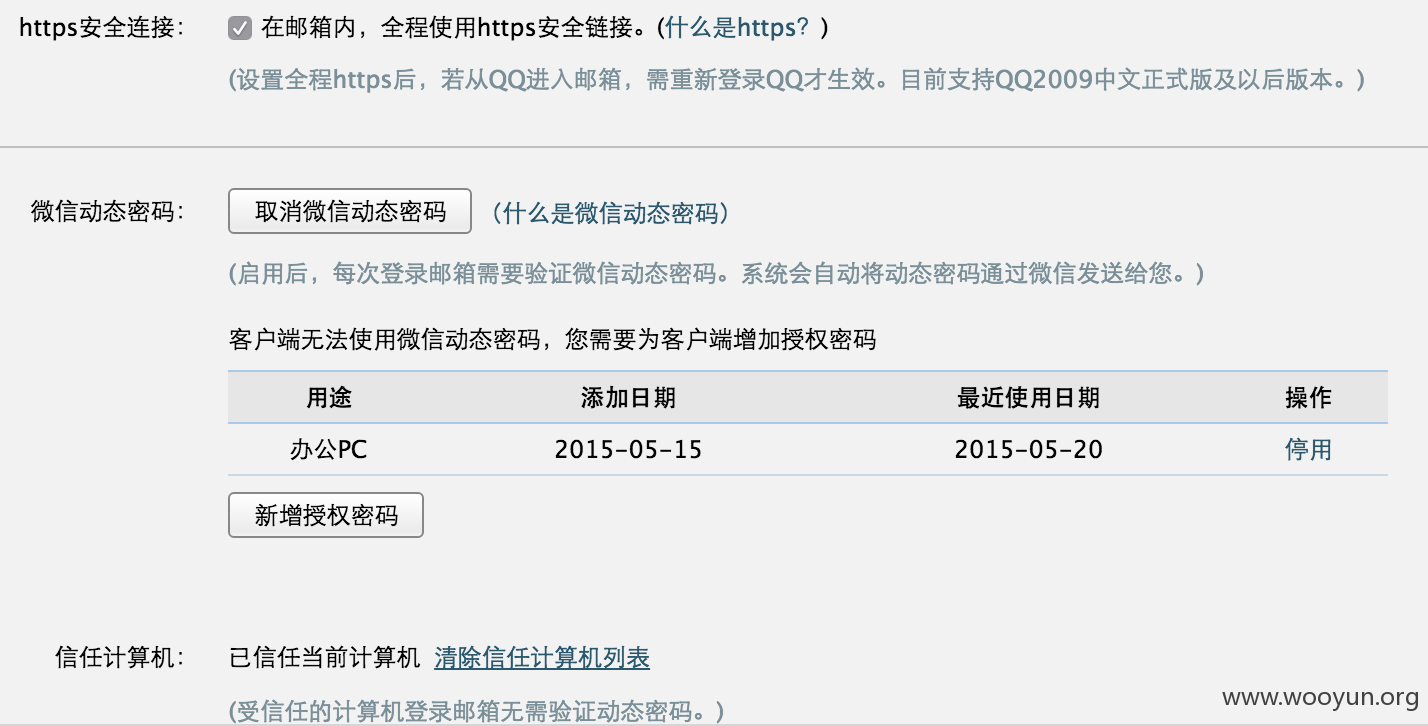 https安全连接： 在邮箱内，全程使用https安全链接。(什么是https？)
(设置全程https后，若从QQ进入邮箱，需重新登录QQ才生效。目前支持QQ2009中文正式版及以后版本。)
微信动态密码： 取消微信动态密码 （什么是微信动态密码）
(启用后，每次登录邮箱需要验证微信动态密码。系统会自动将动态密码通过微信发送给您。)
客户端无法使用微信动态密码，您需要为客户端增加授权密码
用途 添加日期 最近使用日期 操作
办公PC 2015-05-15 2015-05-20 停用
新增授权密码
信任计算机： 已信任当前计算机 清除信任计算机列表
(受信任的计算机登录邮箱无需验证动态密码。)
www.wooyun.org